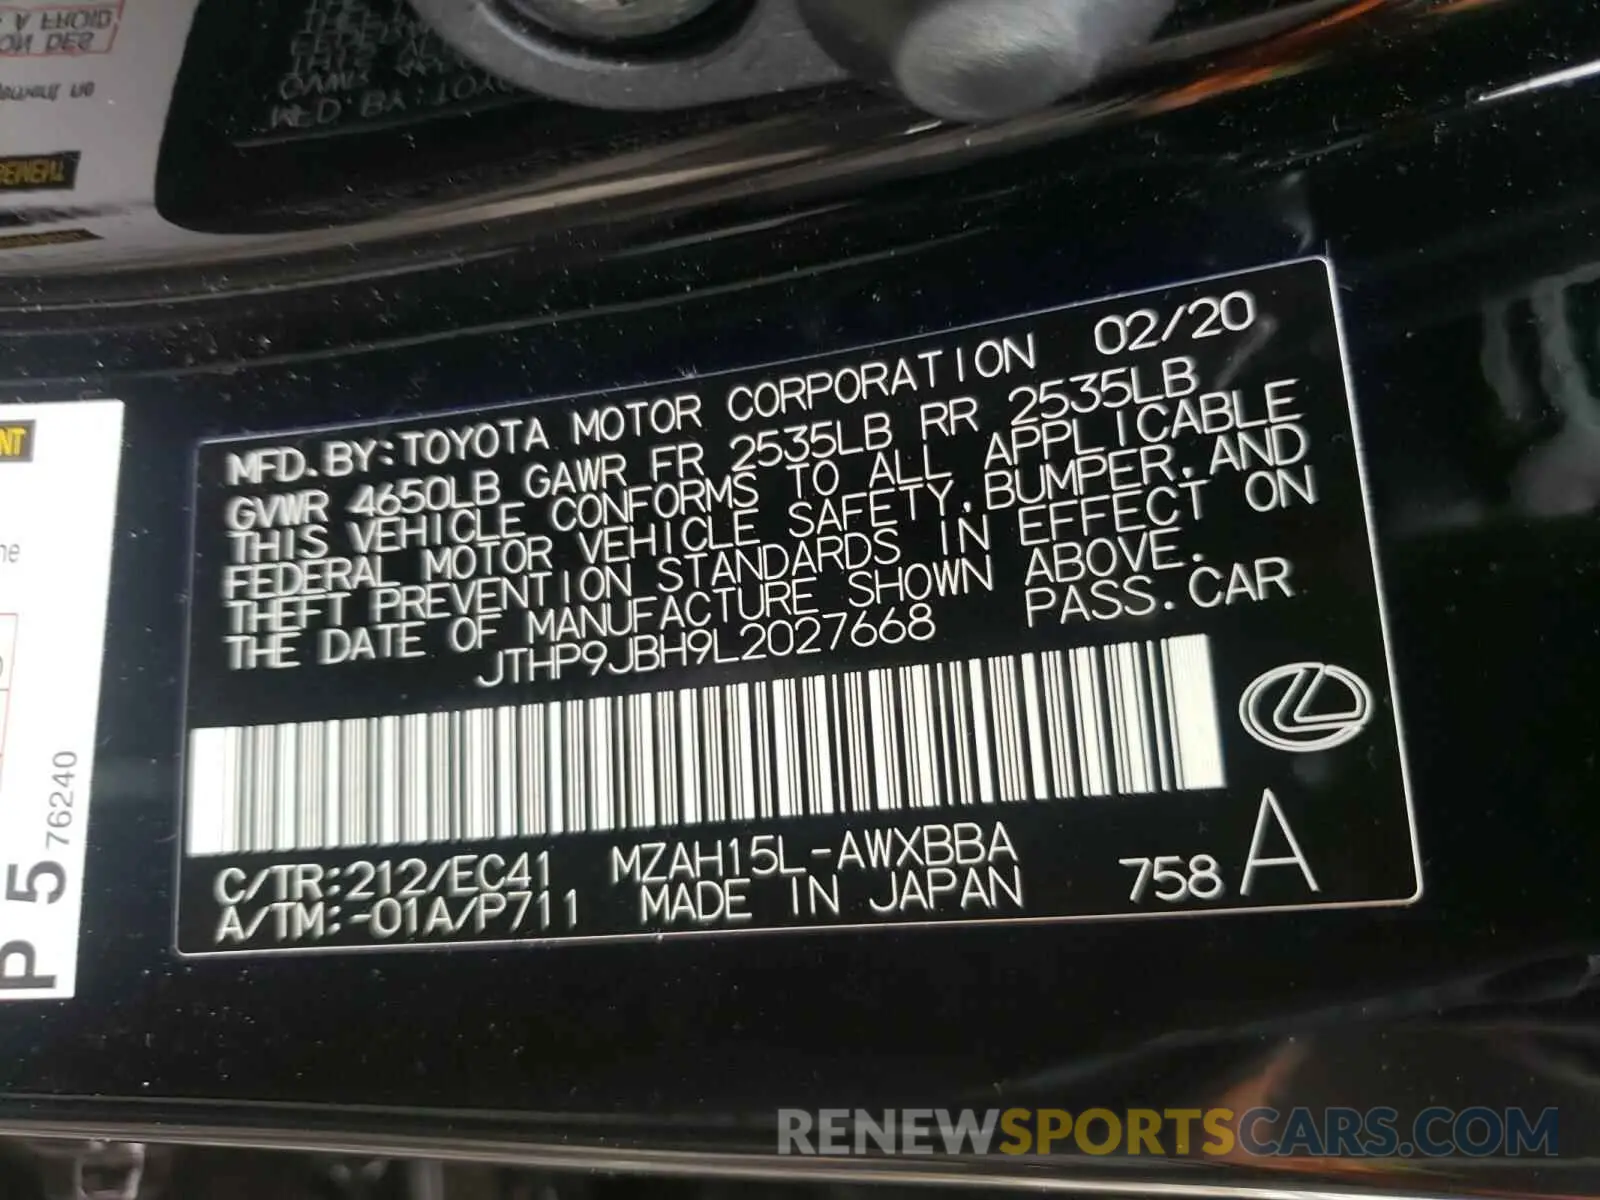 MFD.BY:TOYOTA MOTOR CORPORATION 02/20
GVWR 4650LB GAWR FR 2535LB RR 2535LB
THIS VEHICLE CONFORMS TO ALL APPLICABLE
FEDERAL MOTOR VEHICLE SAFETY,BUMPER,AND
THEFT PREVENTION STANDARDS IN EFFECT ON
THE DATE OF MANUFACTURE SHOWN ABOVE.
JTHP9JBH9L2027668 PASS.CAR
C/TR:212/EC41 MZAH15L-AWXBBA
A/TM:-01A/P711 MADE IN JAPAN 758 A
P 5 76240
RENEWSPORTSCARS.COM